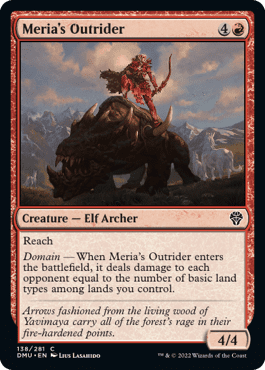 Meria's Outrider 4
Creature — Elf Archer
Reach
Domain — When Meria's Outrider enters
the battlefield, it deals damage to each
opponent equal to the number of basic land
types among lands you control.
Arrows fashioned from the living wood of
Yavimaya carry all of the forest's rage in their
fire-hardened points.
4/4
138/281 C
DMU • EN Lius Lasahido
™ & © 2022 Wizards of the Coast